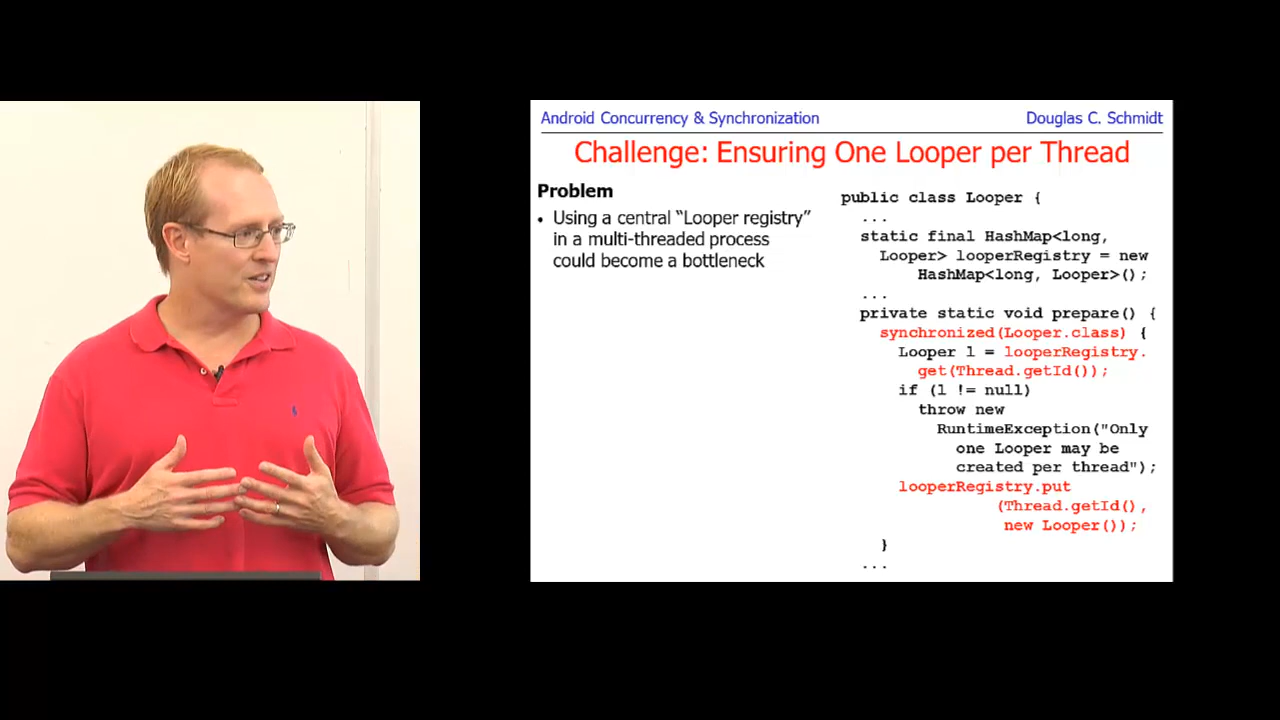 Android Concurrency & Synchronization
Douglas C. Schmidt
Challenge: Ensuring One Looper per Thread
Problem
• Using a central “Looper registry”
in a multi-threaded process
could become a bottleneck
public class Looper {
...
static final HashMap<long,
Looper> looperRegistry = new
HashMap<long, Looper>();
...
private static void prepare() {
synchronized(Looper.class) {
Looper l = looperRegistry.
get(Thread.getId());
if (l != null)
throw new
RuntimeException("Only
one Looper may be
created per thread");
looperRegistry.put
(Thread.getId(),
new Looper());
}
...